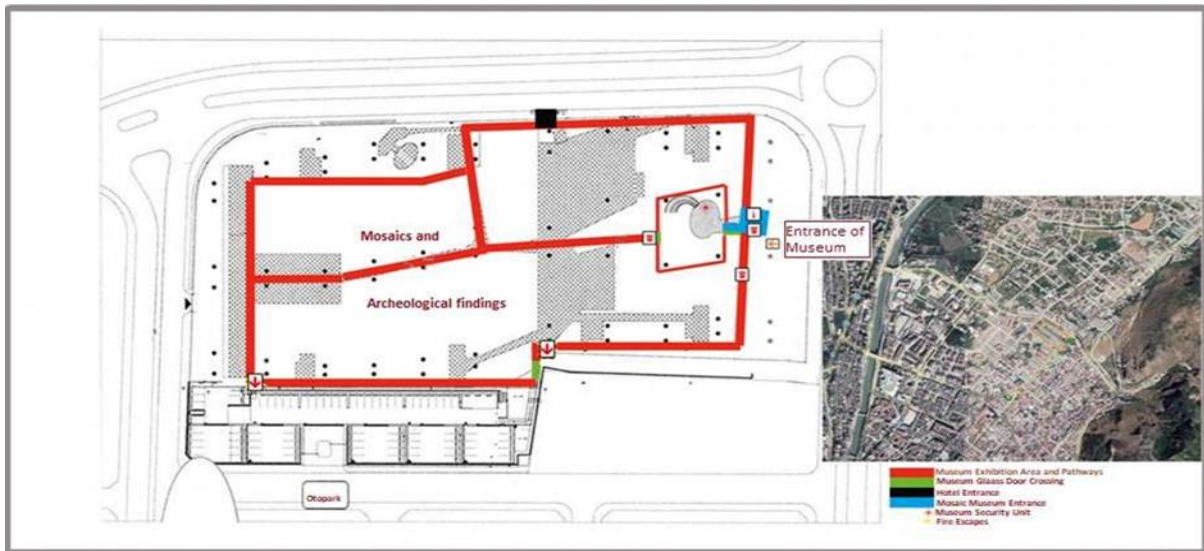 Mosaics and
Archeological findings
Entrance of
Museum
Otopark
Museum Exhibition Area and Pathways
Museum Glaass Door Crossing
Hotel Entrance
Mosaic Museum Entrance
Museum Security Unit
Fire Escapes